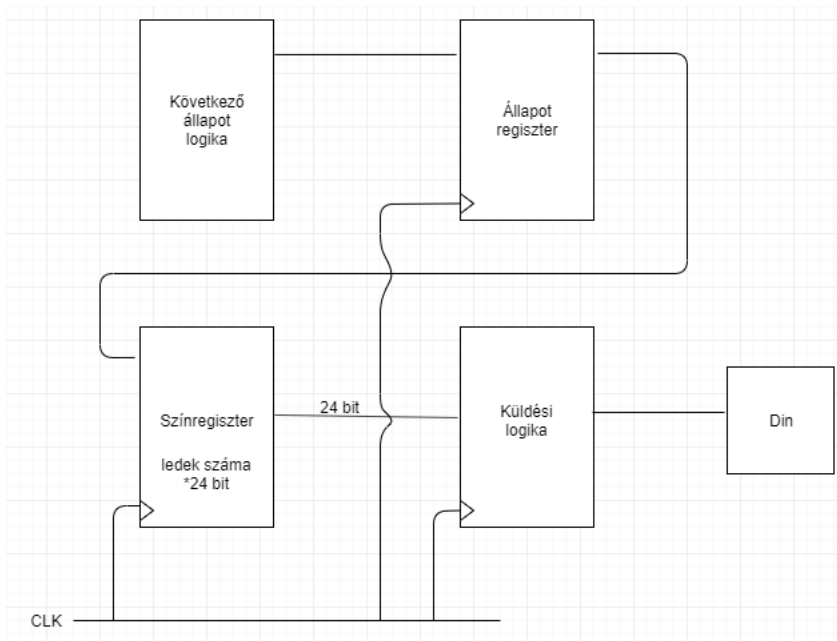 Következő
állapot
logika
Állapot
regiszter
Színregiszter
ledek száma
*24 bit
24 bit
Küldési
logika
Din
CLK